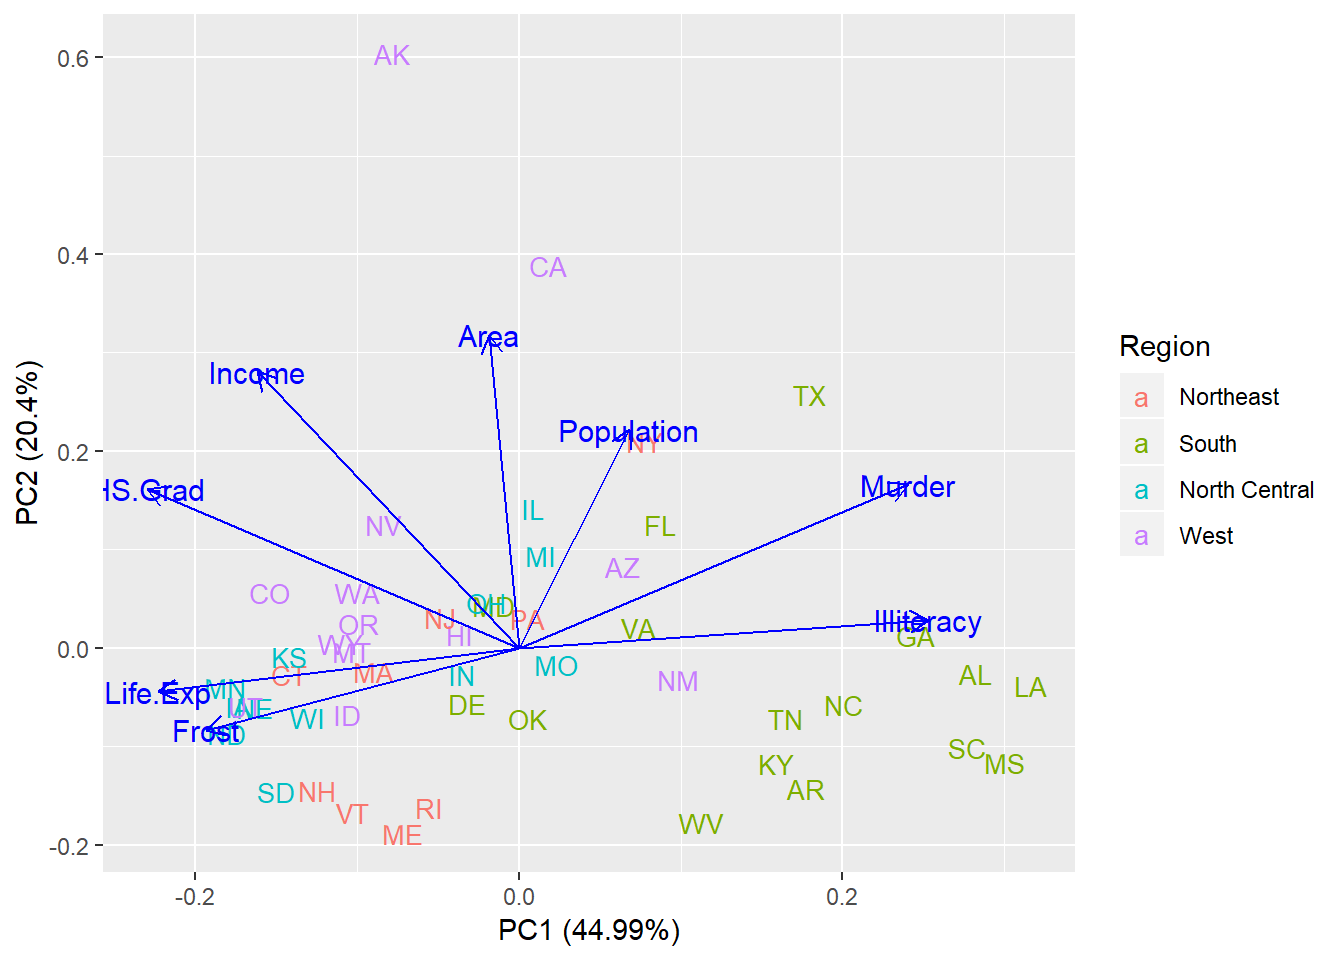 0.6
0.4
0.2
0.0
-0.2
PC2 (20.4%)
AK
CA
Area
Income
TX
Population
NY
HS.Grad
Murder
IL
NV
FL
MI
AZ
CO
WA
OH
MD
NJ
PA
OR
HI
VA
Illiteracy
GA
WY
MT
KS
CT
MA
IN
MO
NM
AL
LA
Life.Exp
MN
IA
UT
NE
WI
ID
DE
OK
TN
NC
Frost
ND
SC
MS
KY
SD
NH
VT
RI
AR
ME
WV
-0.2
0.0
0.2
PC1 (44.99%)
Region
a Northeast
a South
a North Central
a West